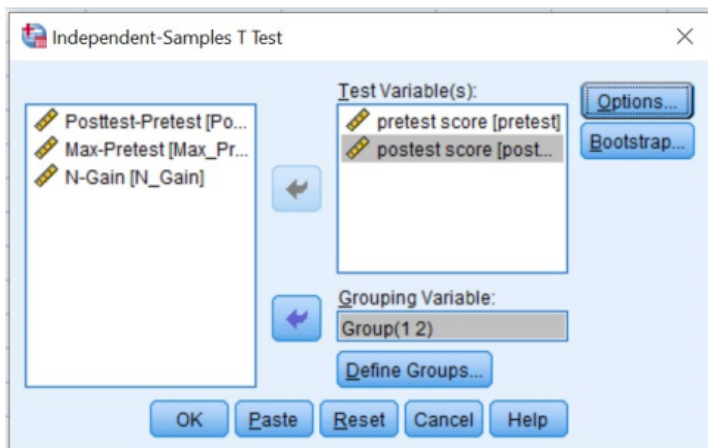 Independent-Samples T Test
Posttest-Pretest [Po...
Max-Pretest [Max_Pr...
N-Gain [N_Gain]
Test Variable(s):
pretest score [pretest]
postest score [post...
Grouping Variable:
Group(1 2)
Define Groups...
Options...
Bootstrap...
OK
Paste
Reset
Cancel
Help